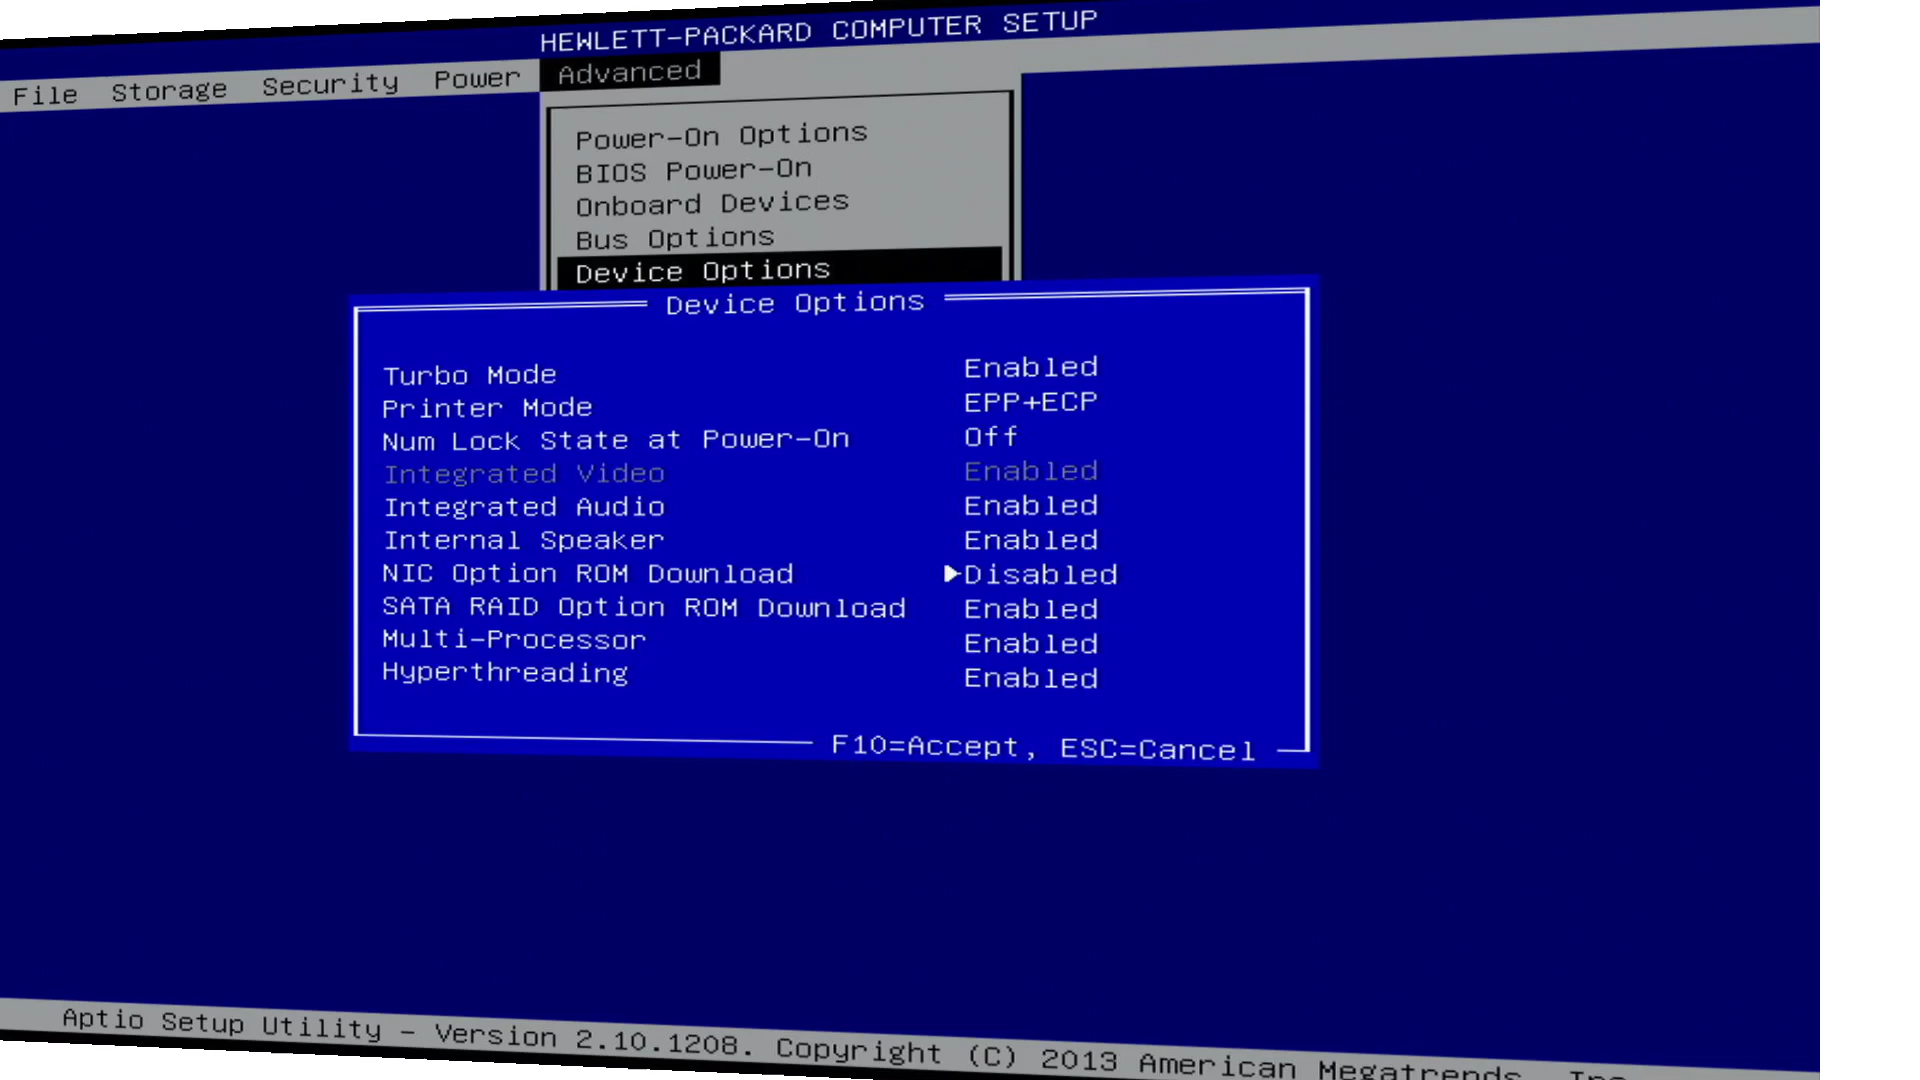 HEWLETT-PACKARD COMPUTER SETUP
File Storage Security Power Advanced
Power-On Options
BIOS Power-On
Onboard Devices
Bus Options
Device Options
Device Options
Turbo Mode Enabled
Printer Mode EPP+ECP
Num Lock State at Power-On Off
Integrated Video Enabled
Integrated Audio Enabled
Internal Speaker Enabled
NIC Option ROM Download ▶Disabled
SATA RAID Option ROM Download Enabled
Multi-Processor Enabled
Hyperthreading Enabled
F10=Accept, ESC=Cancel
Aptio Setup Utility - Version 2.10.1208. Copyright (C) 2013 American Megatrends, Inc.